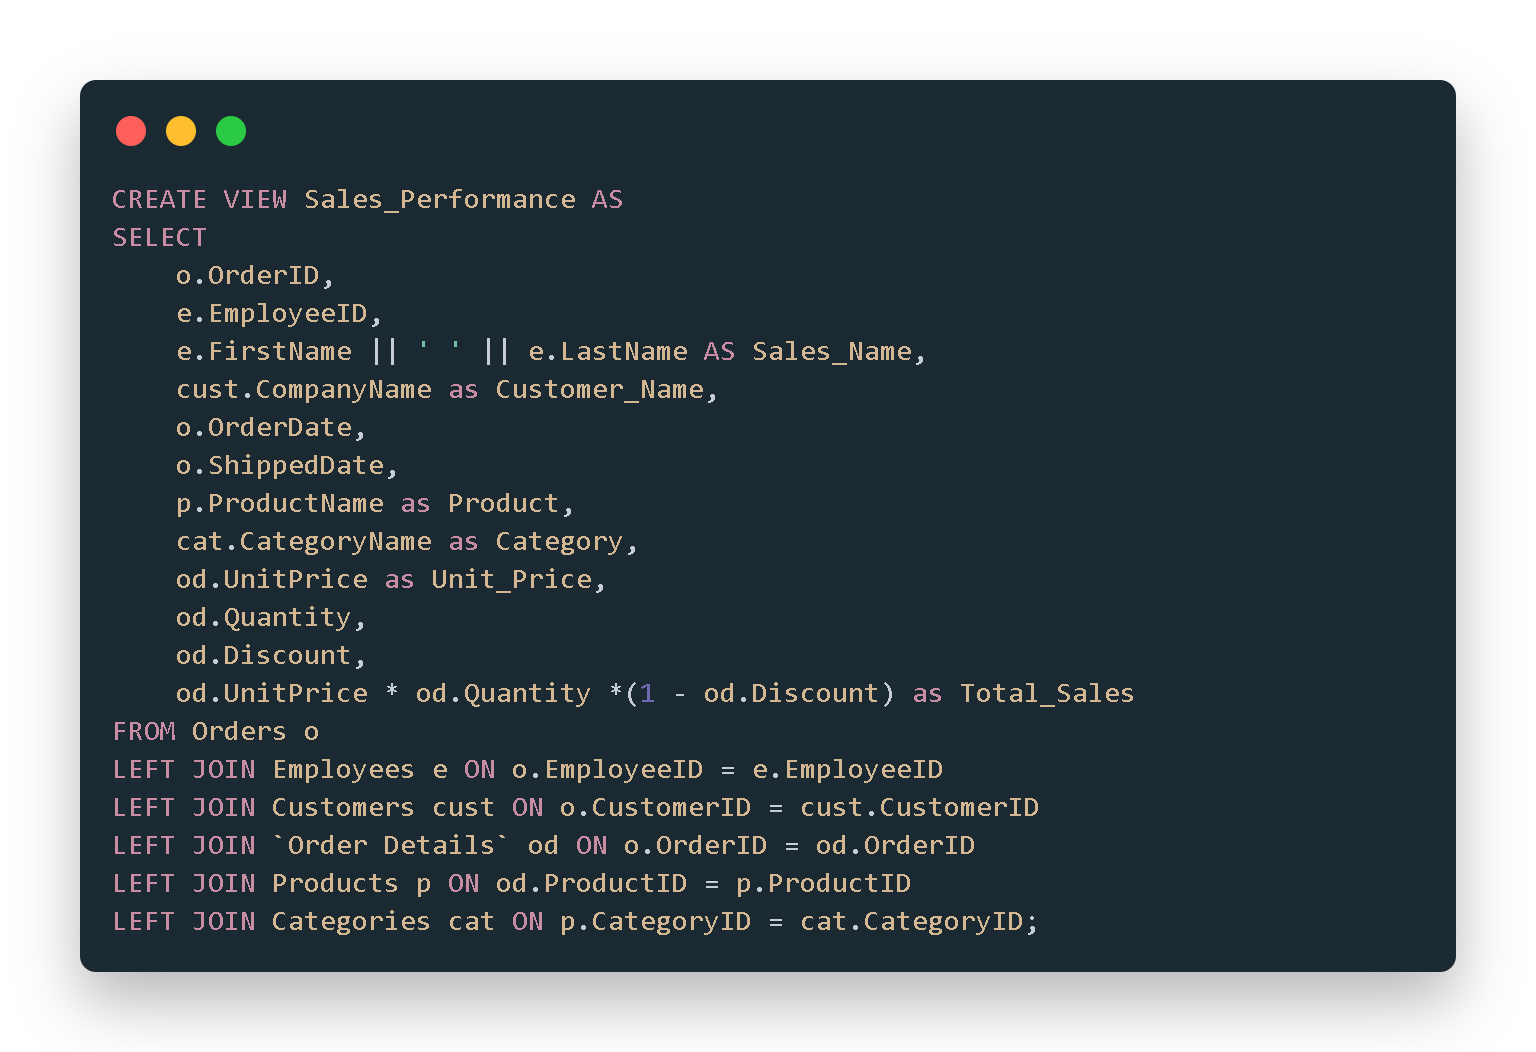 CREATE VIEW Sales_Performance AS
SELECT
    o.OrderID,
    e.EmployeeID,
    e.FirstName || ' ' || e.LastName AS Sales_Name,
    cust.CompanyName as Customer_Name,
    o.OrderDate,
    o.ShippedDate,
    p.ProductName as Product,
    cat.CategoryName as Category,
    od.UnitPrice as Unit_Price,
    od.Quantity,
    od.Discount,
    od.UnitPrice * od.Quantity *(1 - od.Discount) as Total_Sales
FROM Orders o
LEFT JOIN Employees e ON o.EmployeeID = e.EmployeeID
LEFT JOIN Customers cust ON o.CustomerID = cust.CustomerID
LEFT JOIN `Order Details` od ON o.OrderID = od.OrderID
LEFT JOIN Products p ON od.ProductID = p.ProductID
LEFT JOIN Categories cat ON p.CategoryID = cat.CategoryID;